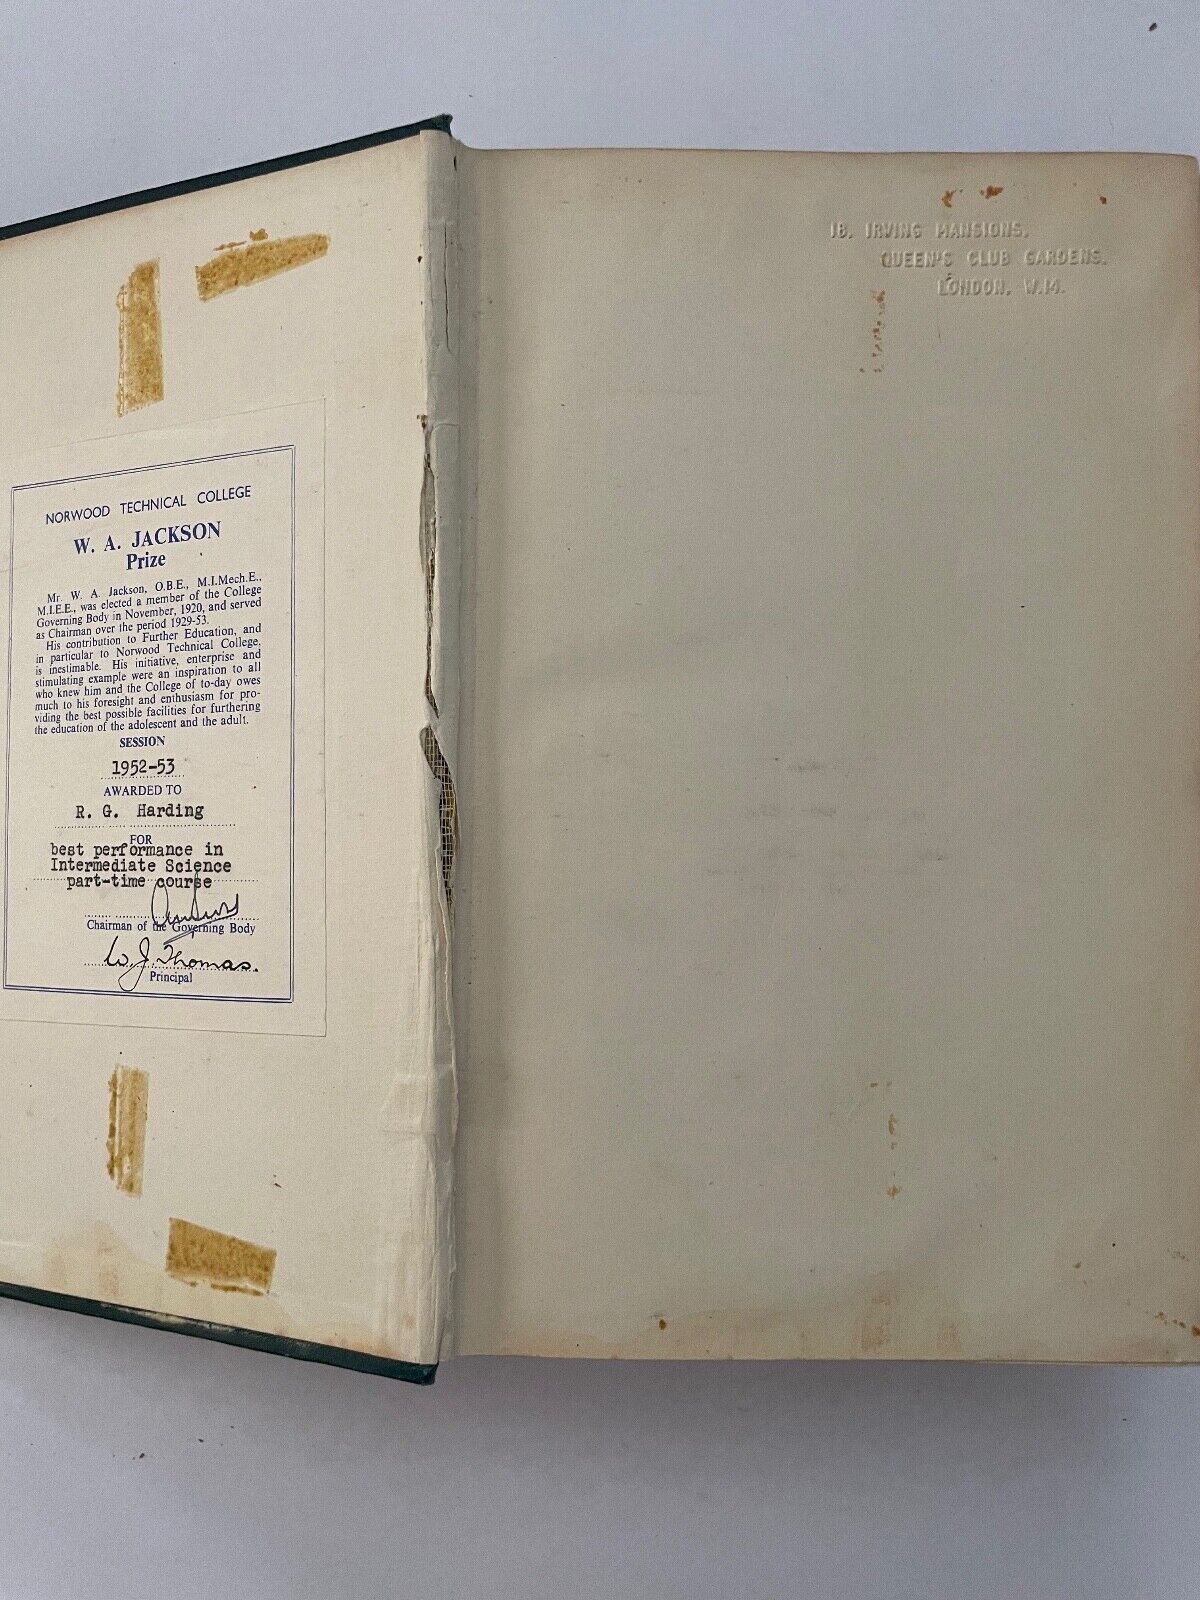 NORWOOD TECHNICAL COLLEGE
W. A. JACKSON
Prize
Mr. W. A. Jackson, O.B.E., M.I.Mech.E.,
M.I.E.E., was elected a member of the College
Governing Body in November, 1920, and served
as Chairman over the period 1929-53.
His contribution to Further Education, and
in particular to Norwood Technical College,
is inestimable. His initiative, enterprise and
stimulating example were an inspiration to all
who knew him and the College of to-day owes
much to his foresight and enthusiasm for pro-
viding the best possible facilities for furthering
the education of the adolescent and the adult.
SESSION
1952-53
AWARDED TO
R. G. Harding
FOR
best performance in
Intermediate Science
part-time course
Chairman of the Governing Body
W. J. Thomas.
Principal
18, IRVING MANSIONS,
QUEEN'S CLUB GARDENS,
LONDON, W.14.